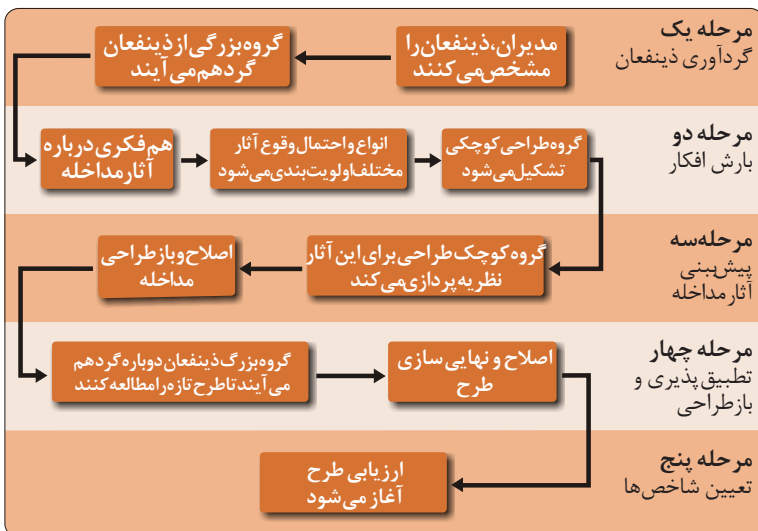 مرحله یک
گردآوری ذینفعان
مدیران، ذینفعان را
مشخص می‌کنند
گروه بزرگی از ذینفعان
گردهم می‌آیند
مرحله دو
بارش افکار
هم‌فکری درباره
آثار مداخله
انواع و احتمال وقوع آثار
مختلف اولویت‌بندی می‌شود
گروه طراحی کوچکی
تشکیل می‌شود
مرحله سه
پیش‌بینی
آثار مداخله
گروه کوچک طراحی برای این آثار
نظریه پردازی می‌کند
اصلاح و بازطراحی
مداخله
مرحله چهار
تطبیق‌پذیری و
بازطراحی
گروه بزرگ ذینفعان دوباره گردهم
می‌آیند تا طرح تازه را مطالعه کنند
اصلاح و نهایی سازی
طرح
مرحله پنج
تعیین شاخص‌ها
ارزیابی طرح
آغاز می‌شود